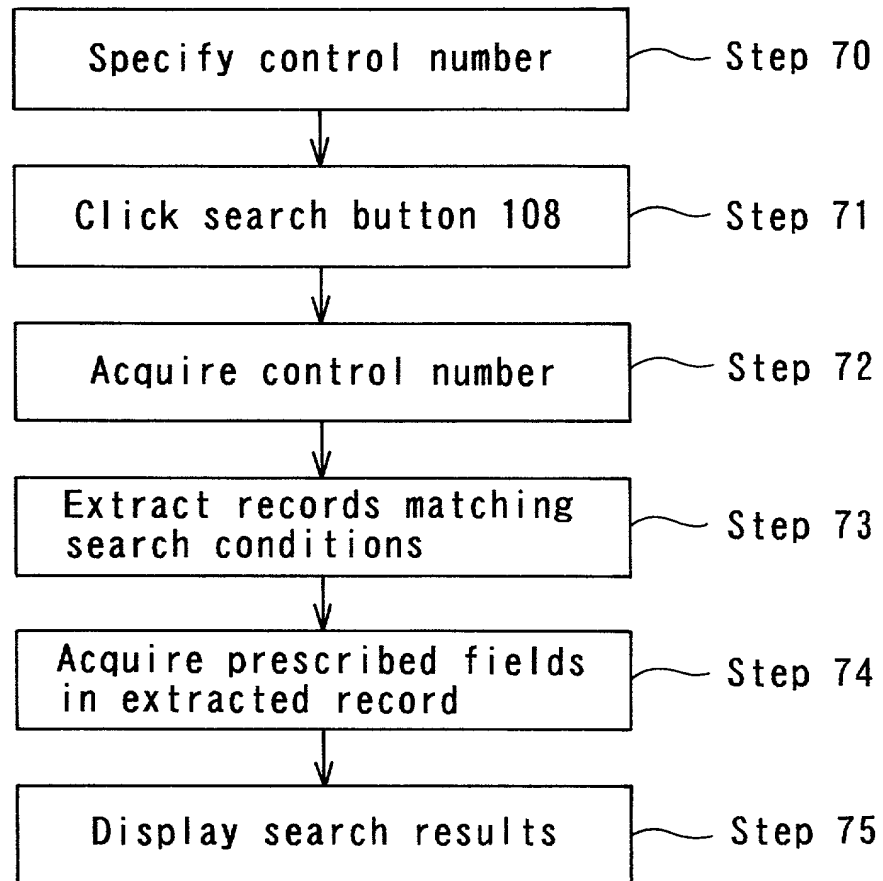 Specify control number Step 70
Click search button 108 Step 71
Acquire control number Step 72
Extract records matching
search conditions Step 73
Acquire prescribed fields
in extracted record Step 74
Display search results Step 75